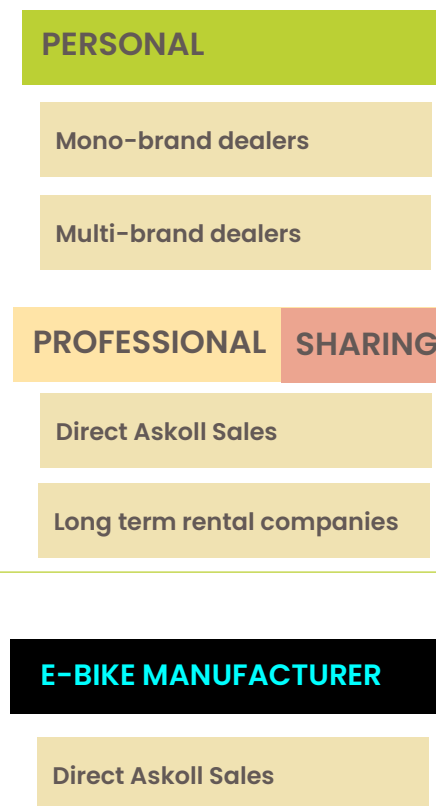 PERSONAL
Mono-brand dealers
Multi-brand dealers
PROFESSIONAL SHARING
Direct Askoll Sales
Long term rental companies
E-BIKE MANUFACTURER
Direct Askoll Sales